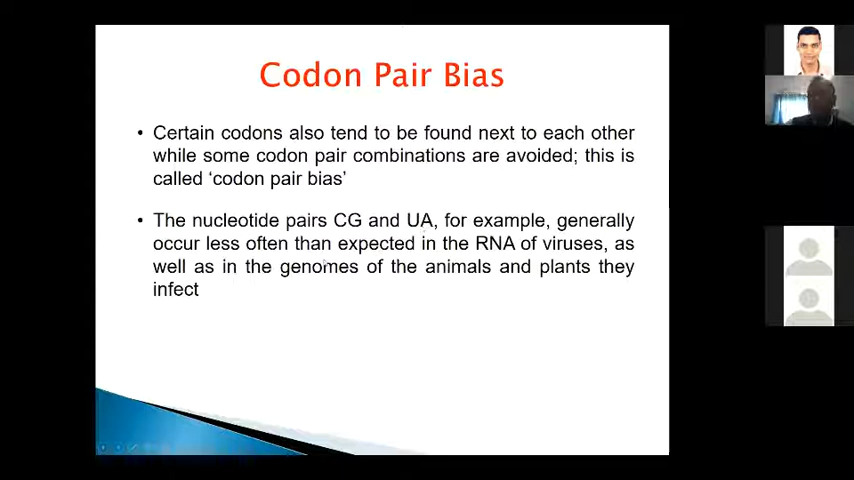 Codon Pair Bias
• Certain codons also tend to be found next to each other
while some codon pair combinations are avoided; this is
called ‘codon pair bias’
• The nucleotide pairs CG and UA, for example, generally
occur less often than expected in the RNA of viruses, as
well as in the genomes of the animals and plants they
infect